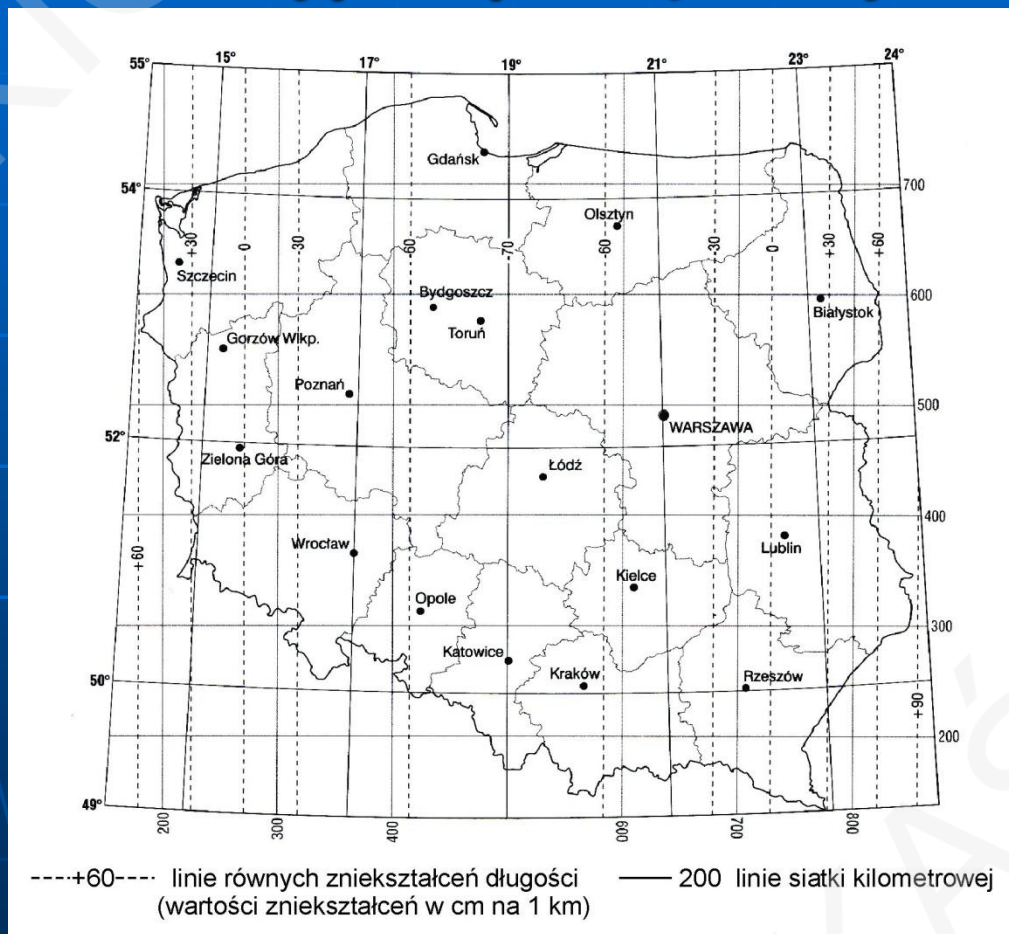 15° 17° 19° 21° 23° 24°
55°
Gdańsk
54° 700
Olsztyn
+30 0 -30 -60 -70 -60 -30 0 +30 +60
Szczecin
Bydgoszcz 600
Toruń Białystok
Gorzów Wlkp.
Poznań 500
WARSZAWA
52°
Zielona Góra Łódź
400
Wrocław Lublin
+60
Kielce
Opole 300
Katowice
Kraków Rzeszów
50° +90
200
49°
200 300 400 600 700 800
----+60---- linie równych zniekształceń długości —— 200 linie siatki kilometrowej
(wartości zniekształceń w cm na 1 km)